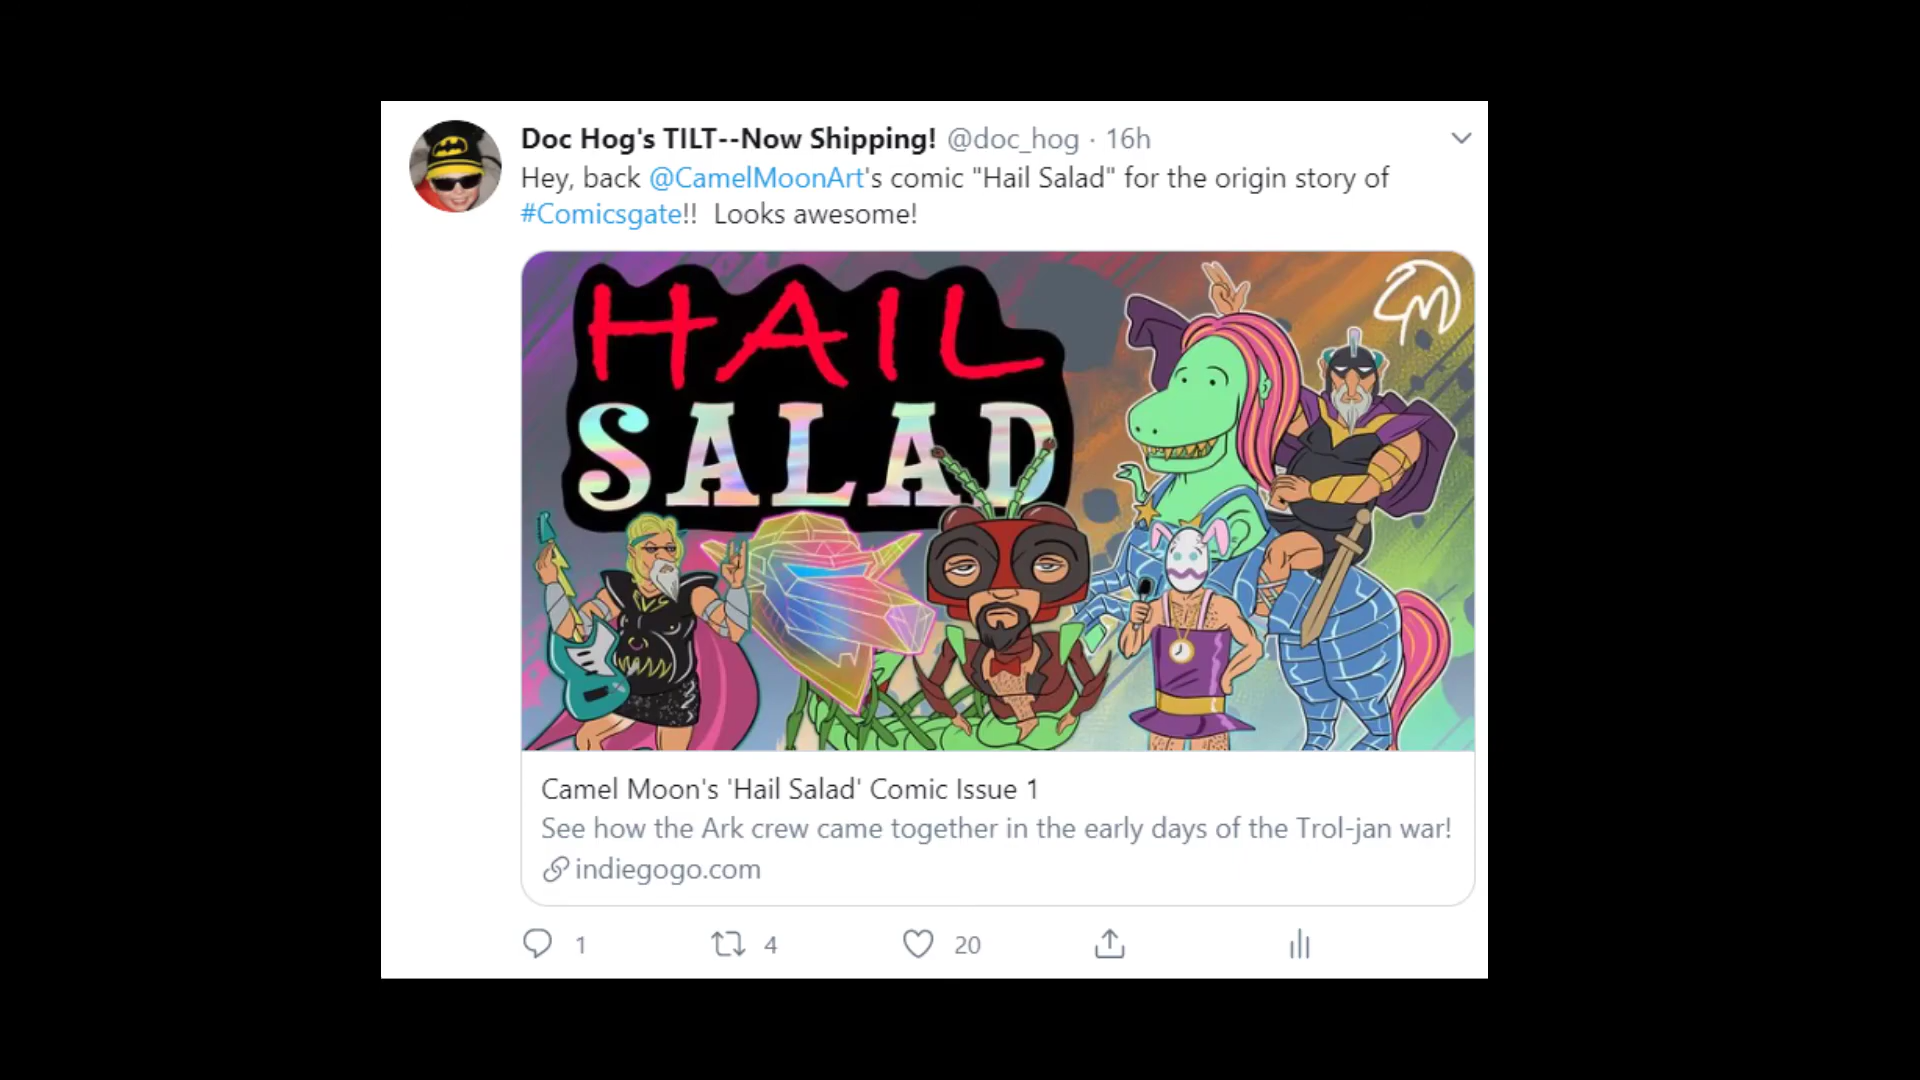 Doc Hog's TILT--Now Shipping! @doc_hog · 16h
Hey, back @CamelMoonArt's comic "Hail Salad" for the origin story of
#Comicsgate!!  Looks awesome!
HAIL
SALAD
CM
Camel Moon's 'Hail Salad' Comic Issue 1
See how the Ark crew came together in the early days of the Trol-jan war!
indiegogo.com
1 4 20